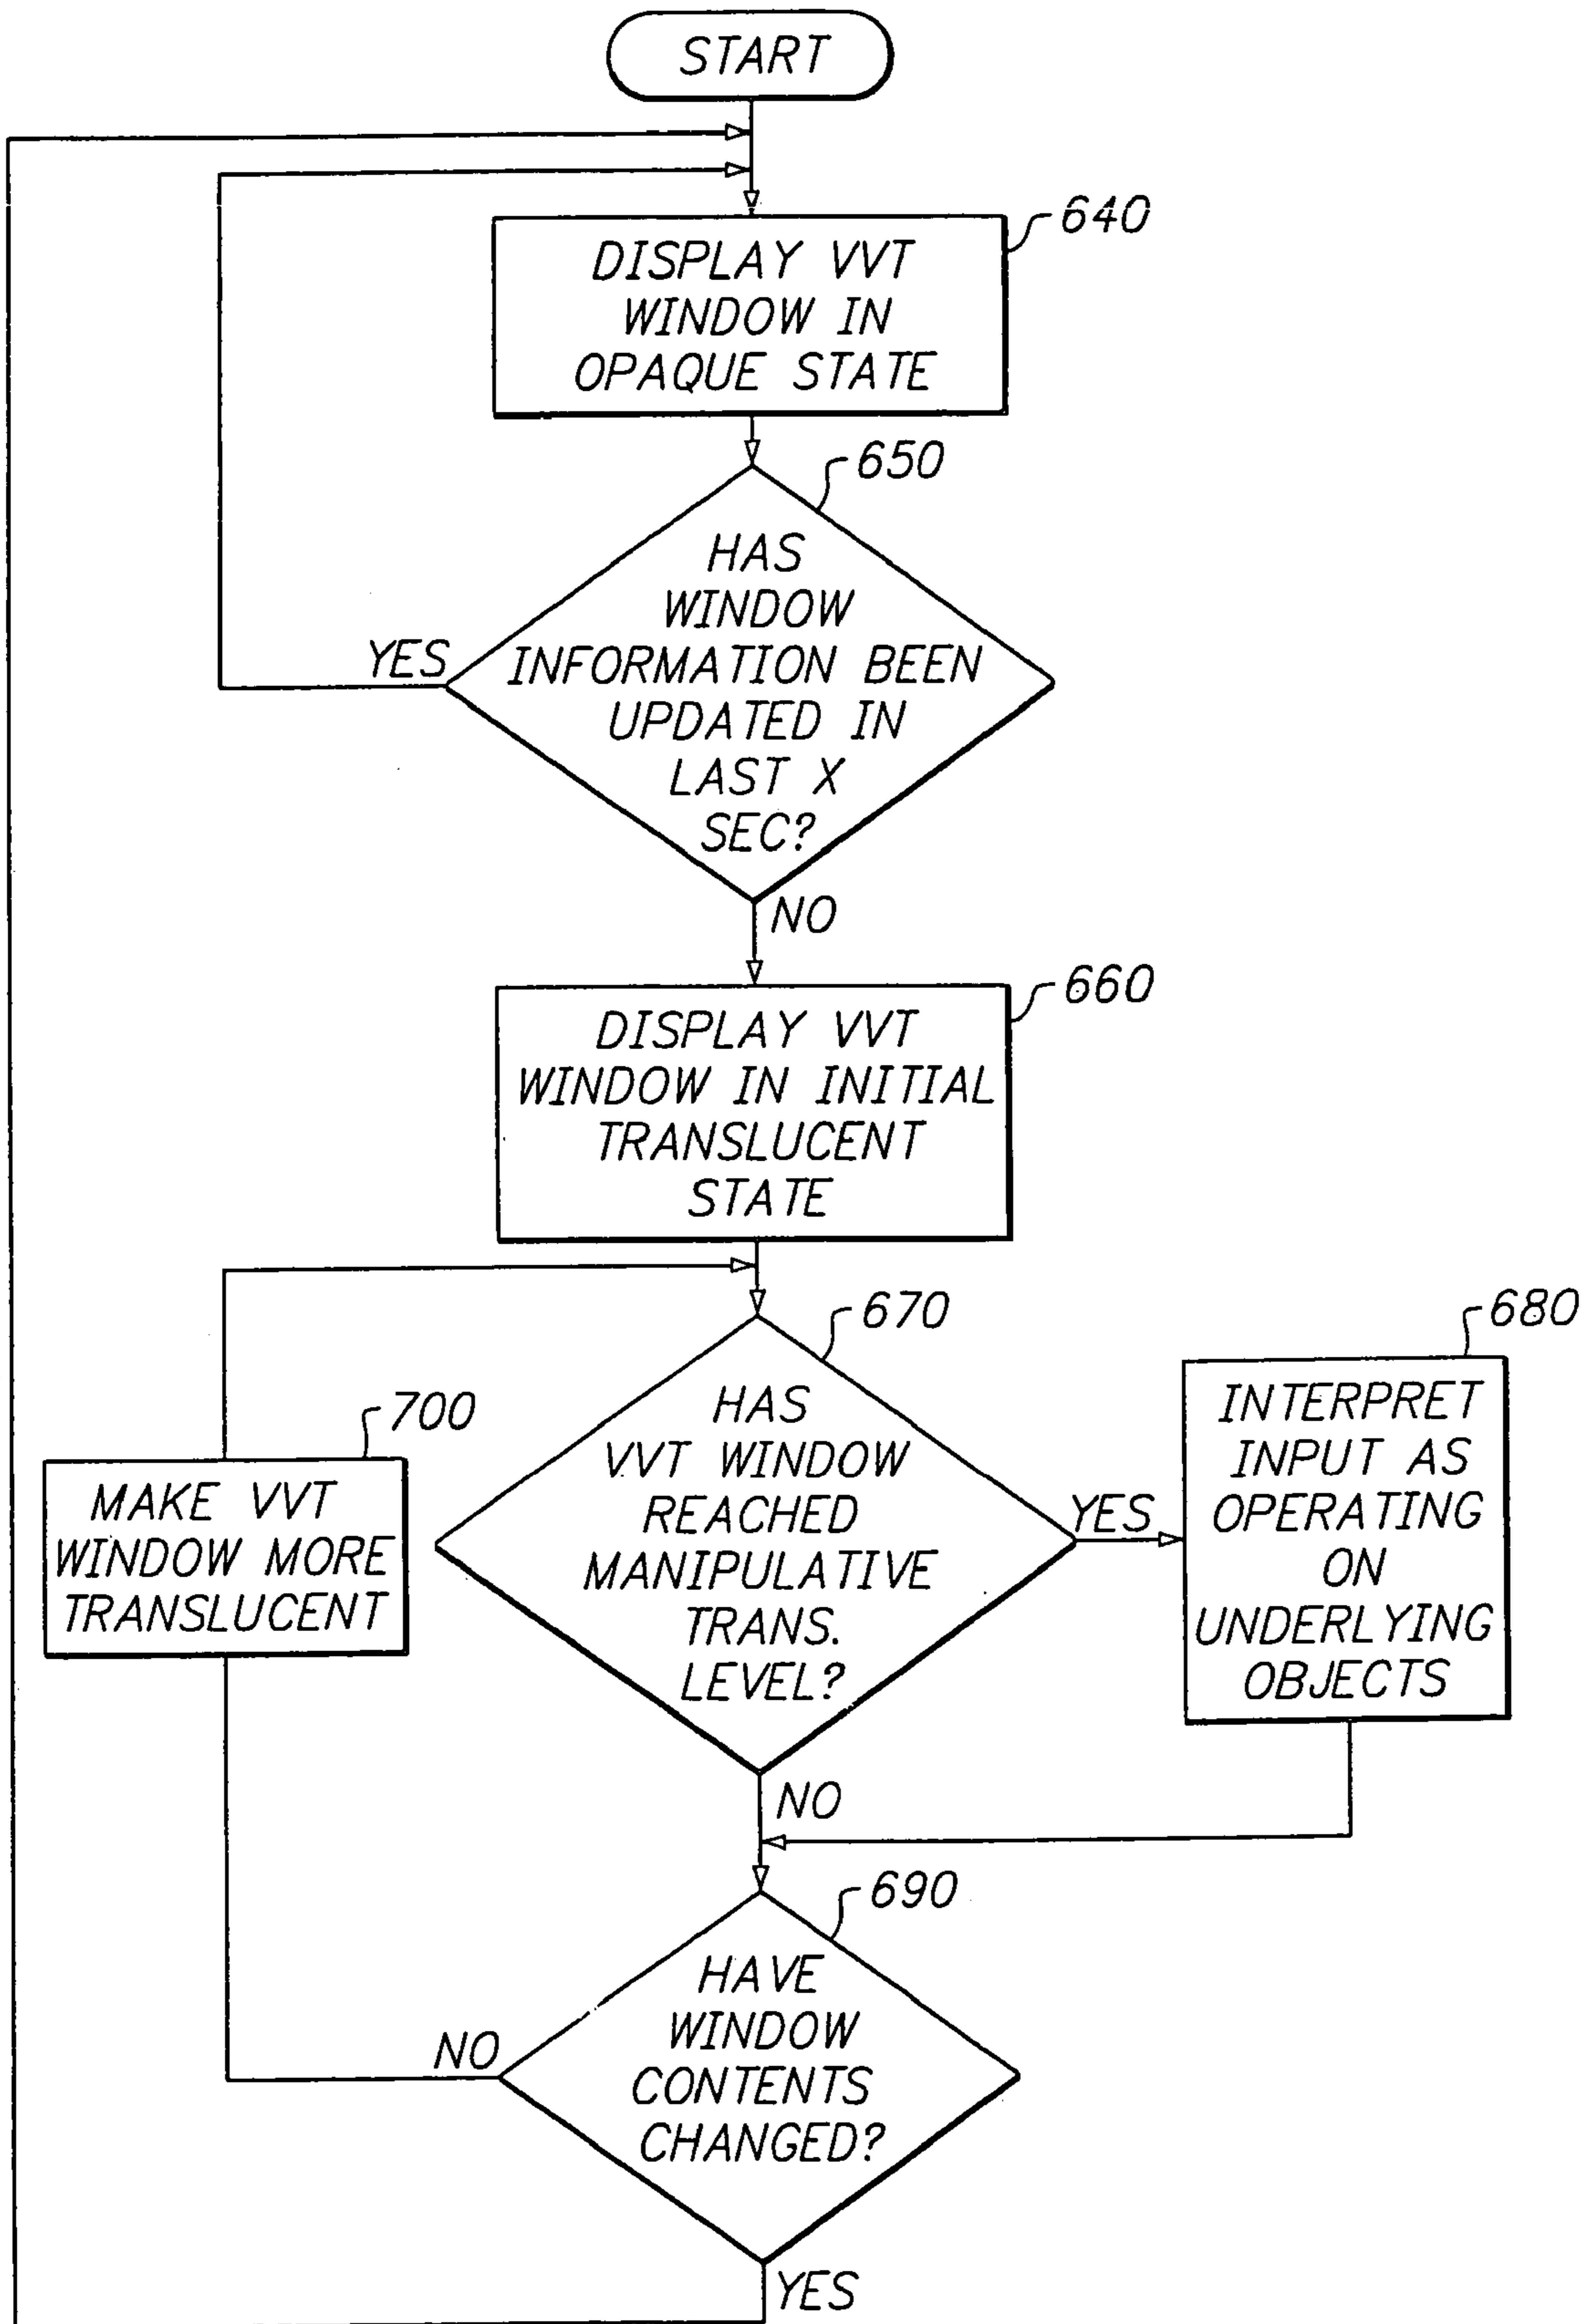 START
640
DISPLAY VVT
WINDOW IN
OPAQUE STATE
650
HAS
WINDOW
INFORMATION BEEN
UPDATED IN
LAST X
SEC?
YES
NO
660
DISPLAY VVT
WINDOW IN INITIAL
TRANSLUCENT
STATE
670
HAS
VVT WINDOW
REACHED
MANIPULATIVE
TRANS.
LEVEL?
YES
680
INTERPRET
INPUT AS
OPERATING
ON
UNDERLYING
OBJECTS
700
MAKE VVT
WINDOW MORE
TRANSLUCENT
NO
690
HAVE
WINDOW
CONTENTS
CHANGED?
NO
YES